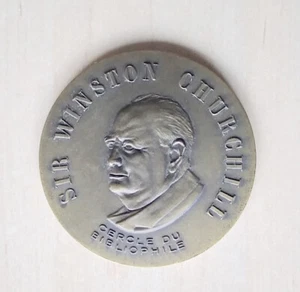 SIR WINSTON CHURCHILL
CERCLE DU
BIBLIOPHILE